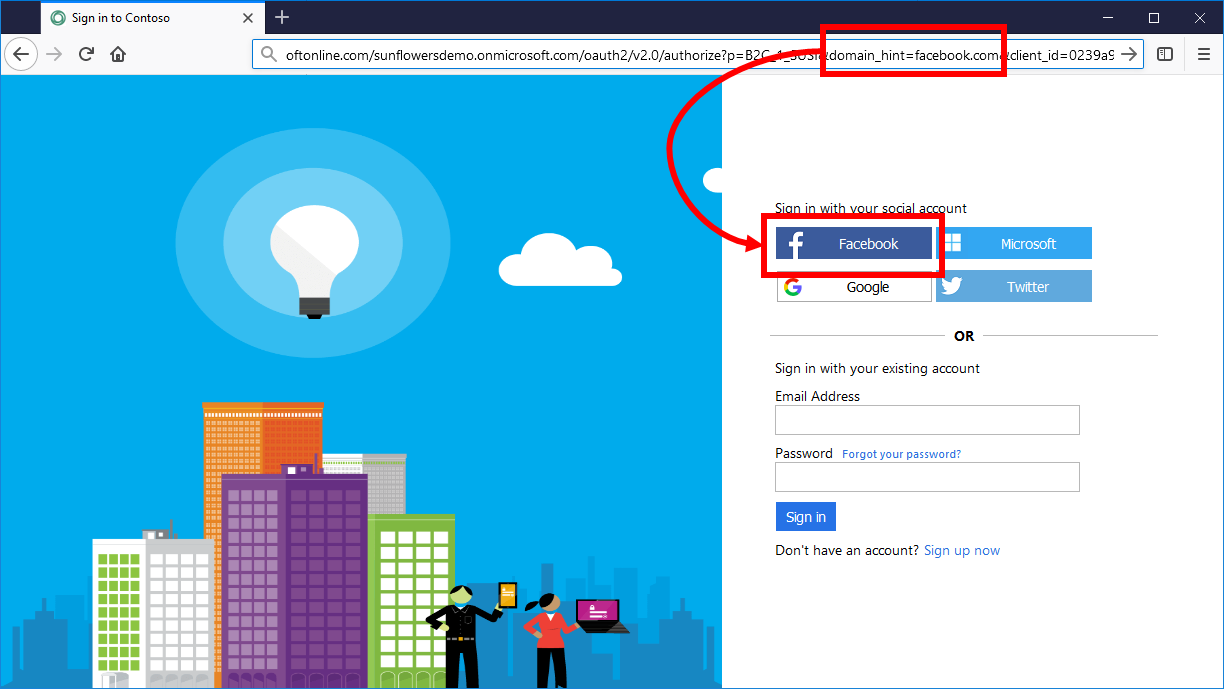 Sign in to Contoso
oftonline.com/sunflowersdemo.onmicrosoft.com/oauth2/v2.0/authorize?p=B2C_1_SUSI&domain_hint=facebook.com&client_id=0239a9
Sign in with your social account
Facebook
Microsoft
Google
Twitter
OR
Sign in with your existing account
Email Address
Password Forgot your password?
Sign in
Don't have an account? Sign up now